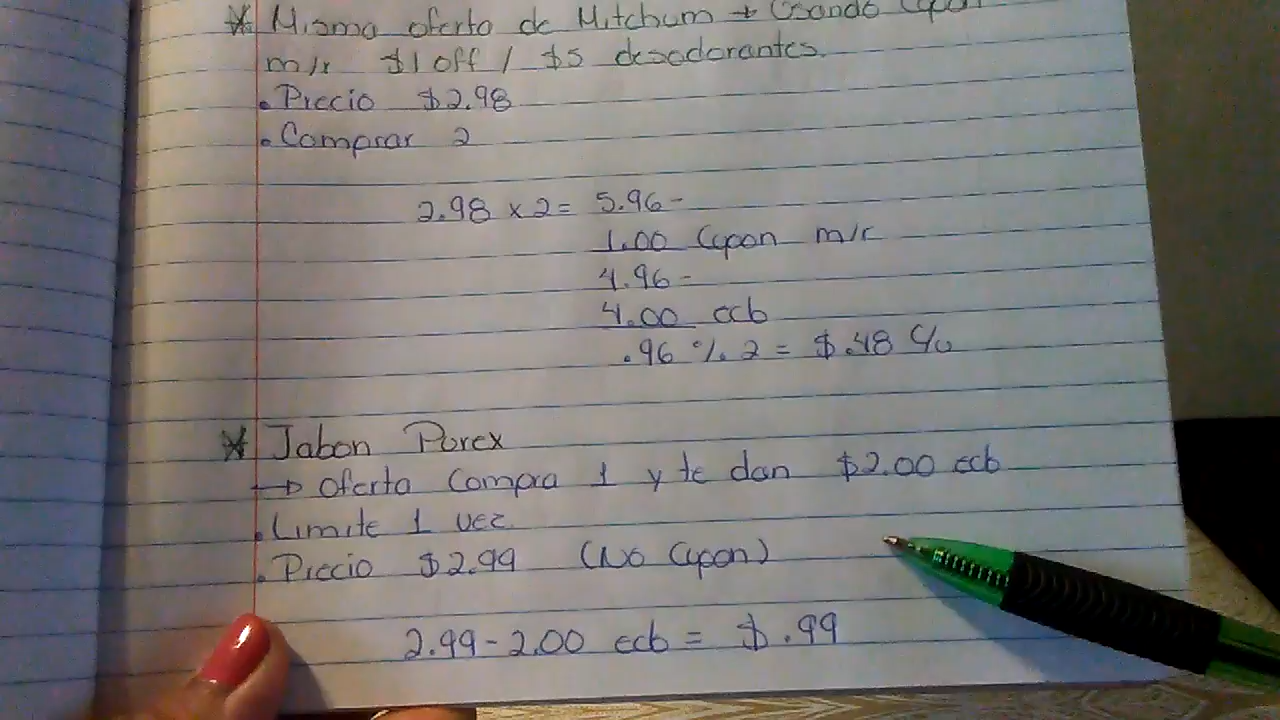 * Misma oferta de Mitchum + Usando Cupon
m/r $1 off / $5 desodorantes.
. Precio $2.98
. Comprar 2
2.98 x 2 = 5.96 -
1.00 Cupon m/c
4.96 -
4.00 ecb
.96 % 2 = $.48 c/u
* Jabon Purex
→ Oferta Compra 1 y te dan $2.00 ecb
. Limite 1 vez
. Precio $2.99 (No Cupon)
2.99 - 2.00 ecb = $.99